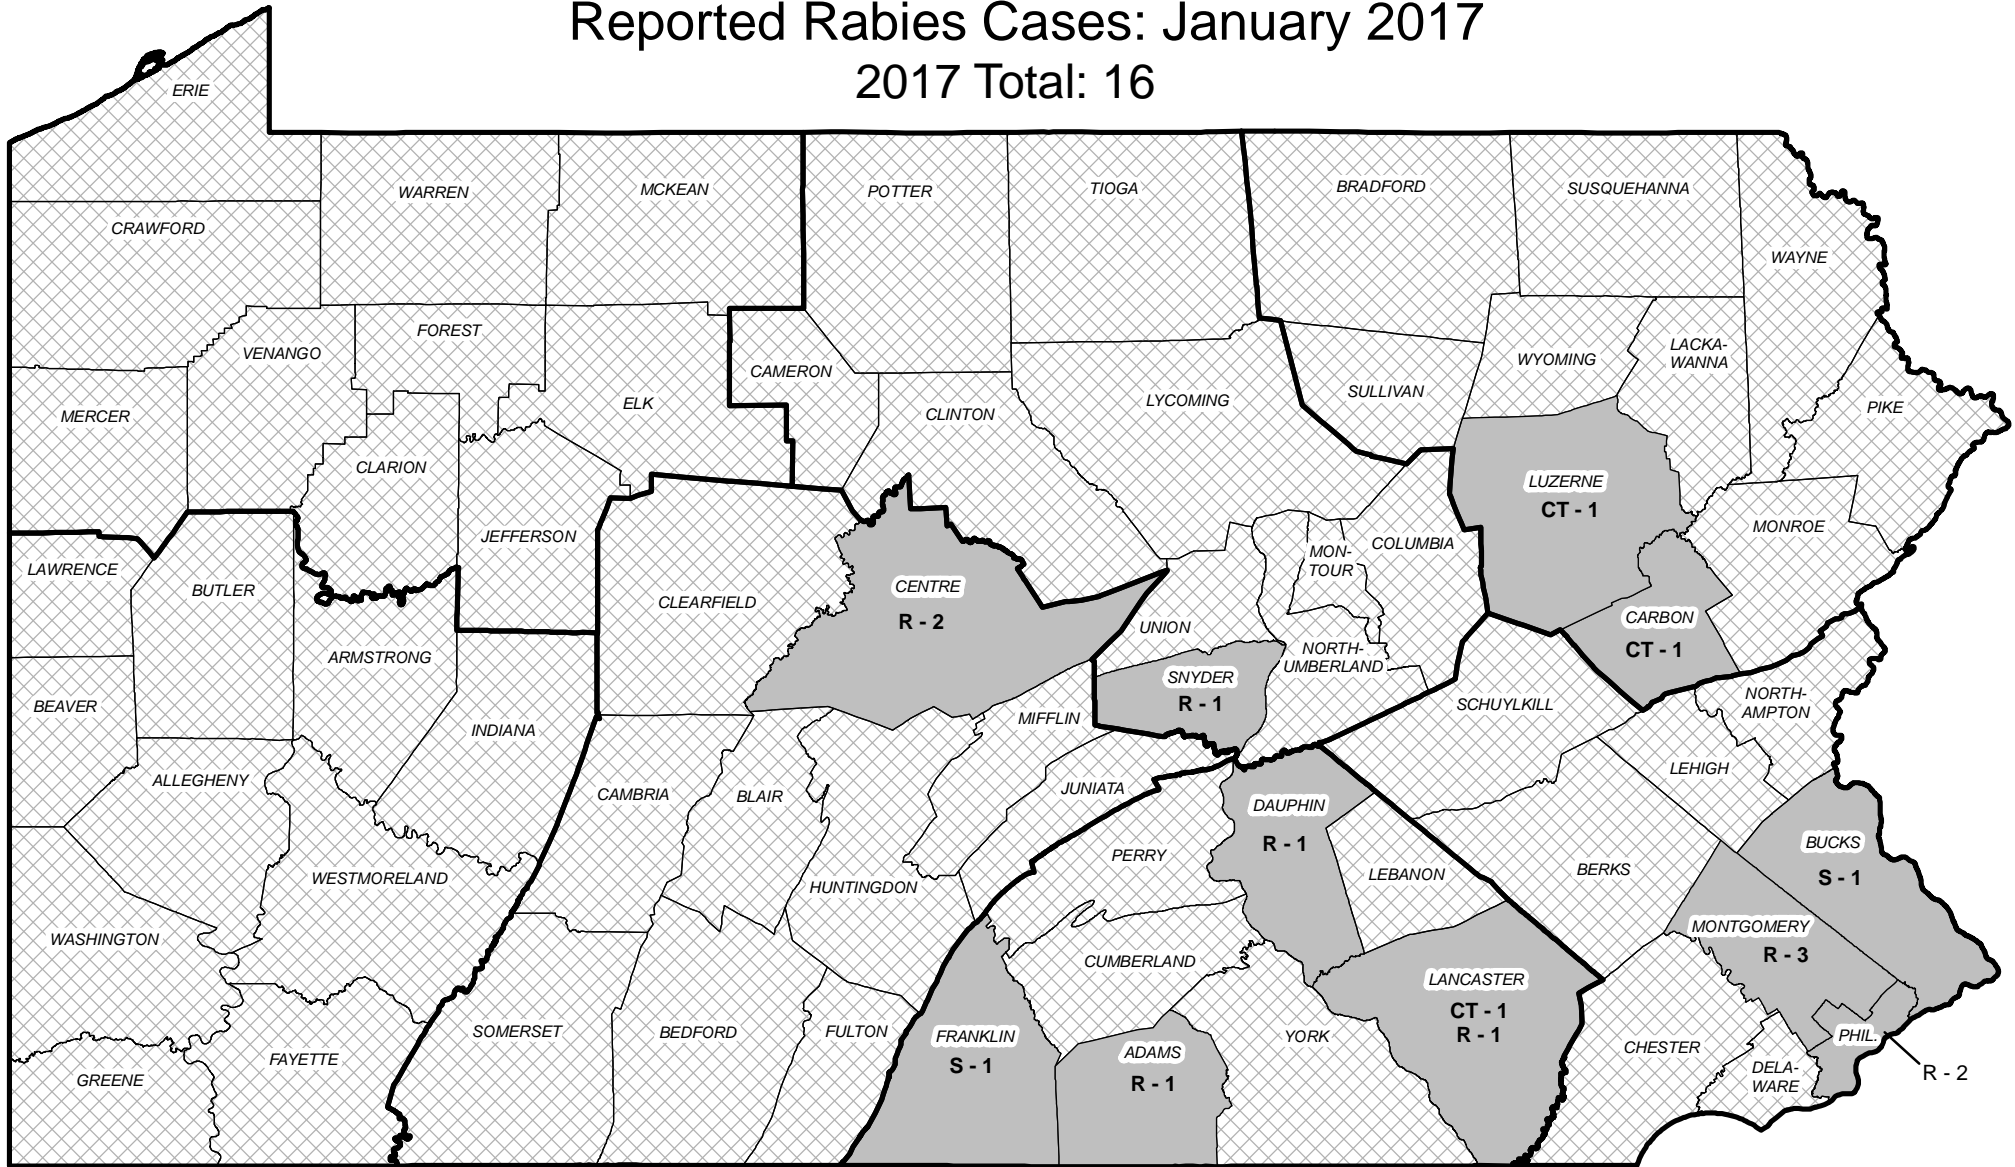 Reported Rabies Cases: January 2017
2017 Total: 16
ERIE
WARREN
MCKEAN
POTTER
TIOGA
BRADFORD
SUSQUEHANNA
CRAWFORD
WAYNE
VENANGO
FOREST
CAMERON
WYOMING
LACKA-
WANNA
MERCER
ELK
CLINTON
LYCOMING
SULLIVAN
PIKE
CLARION
LUZERNE
CT - 1
JEFFERSON
COLUMBIA
MONROE
MON-
TOUR
LAWRENCE
BUTLER
CLEARFIELD
CENTRE
R - 2
CARBON
CT - 1
UNION
ARMSTRONG
NORTH-
UMBERLAND
SNYDER
R - 1
BEAVER
INDIANA
MIFFLIN
SCHUYLKILL
NORTH-
AMPTON
ALLEGHENY
CAMBRIA
BLAIR
JUNIATA
DAUPHIN
R - 1
LEHIGH
WESTMORELAND
HUNTINGDON
PERRY
LEBANON
BERKS
BUCKS
S - 1
WASHINGTON
CUMBERLAND
LANCASTER
CT - 1
R - 1
MONTGOMERY
R - 3
GREENE
FAYETTE
SOMERSET
BEDFORD
FULTON
FRANKLIN
S - 1
ADAMS
R - 1
YORK
CHESTER
DELA-
WARE
PHIL.
R - 2